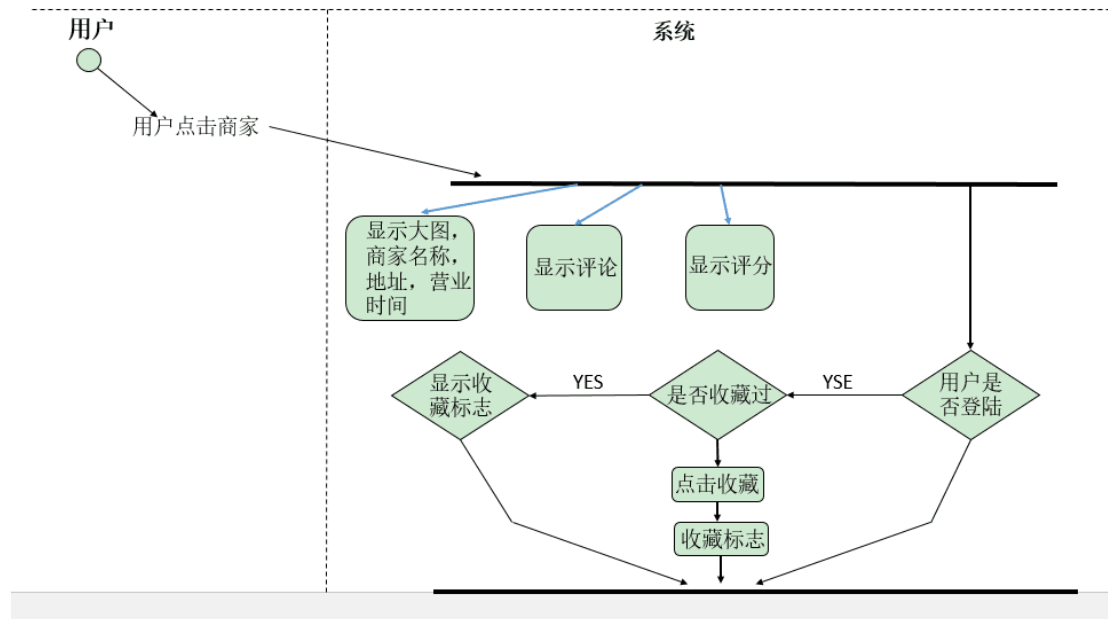 用户
系统
用户点击商家
显示大图，
商家名称，
地址，营业
时间
显示评论
显示评分
显示收
藏标志
YES
是否收藏过
YSE
用户是
否登陆
点击收藏
收藏标志